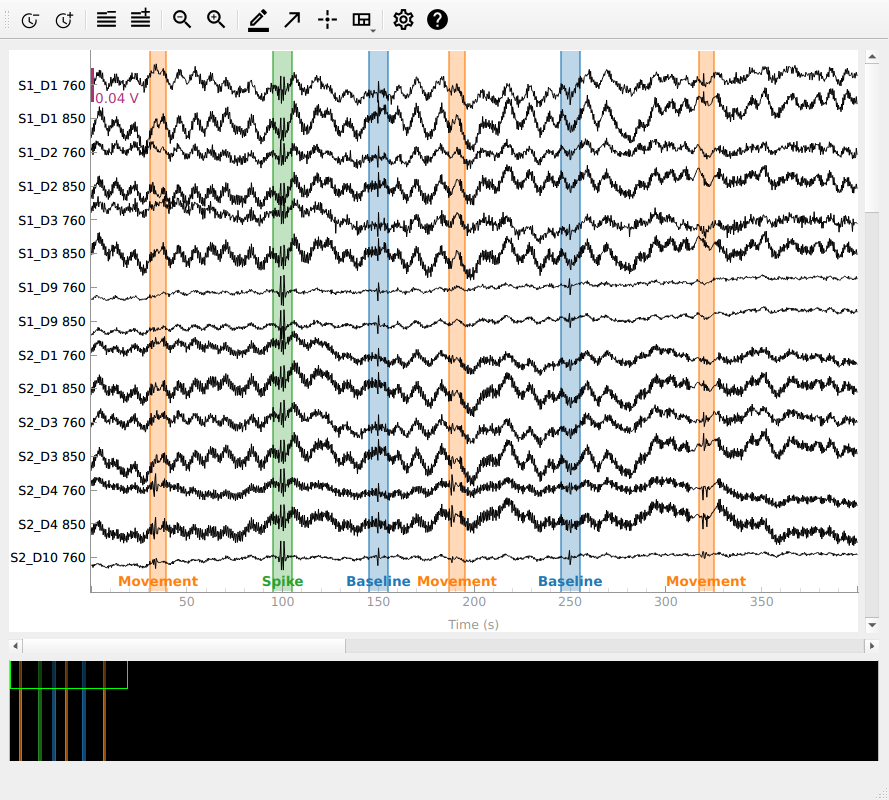 S1_D1 760
0.04 V
S1_D1 850
S1_D2 760
S1_D2 850
S1_D3 760
S1_D3 850
S1_D9 760
S1_D9 850
S2_D1 760
S2_D1 850
S2_D3 760
S2_D3 850
S2_D4 760
S2_D4 850
S2_D10 760
Movement Spike Baseline Movement Baseline Movement
50 100 150 200 250 300 350
Time (s)